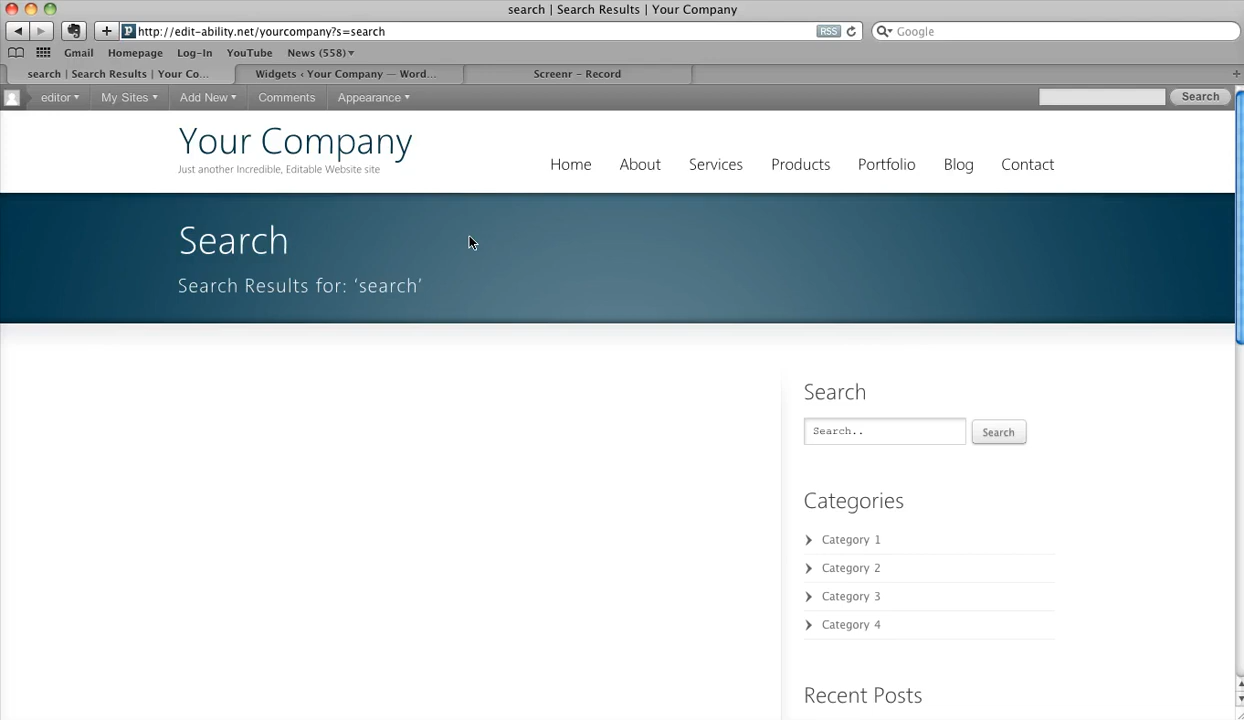 search | Search Results | Your Company
http://edit-ability.net/yourcompany?s=search
RSS
Google
Gmail
Homepage
Log-In
YouTube
News (558)
search | Search Results | Your Co...
Widgets ‹ Your Company — Word...
Screenr - Record
editor
My Sites
Add New
Comments
Appearance
Search
Your Company
Just another Incredible, Editable Website site
Home
About
Services
Products
Portfolio
Blog
Contact
Search
Search Results for: ‘search’
Search
Search..
Search
Categories
Category 1
Category 2
Category 3
Category 4
Recent Posts